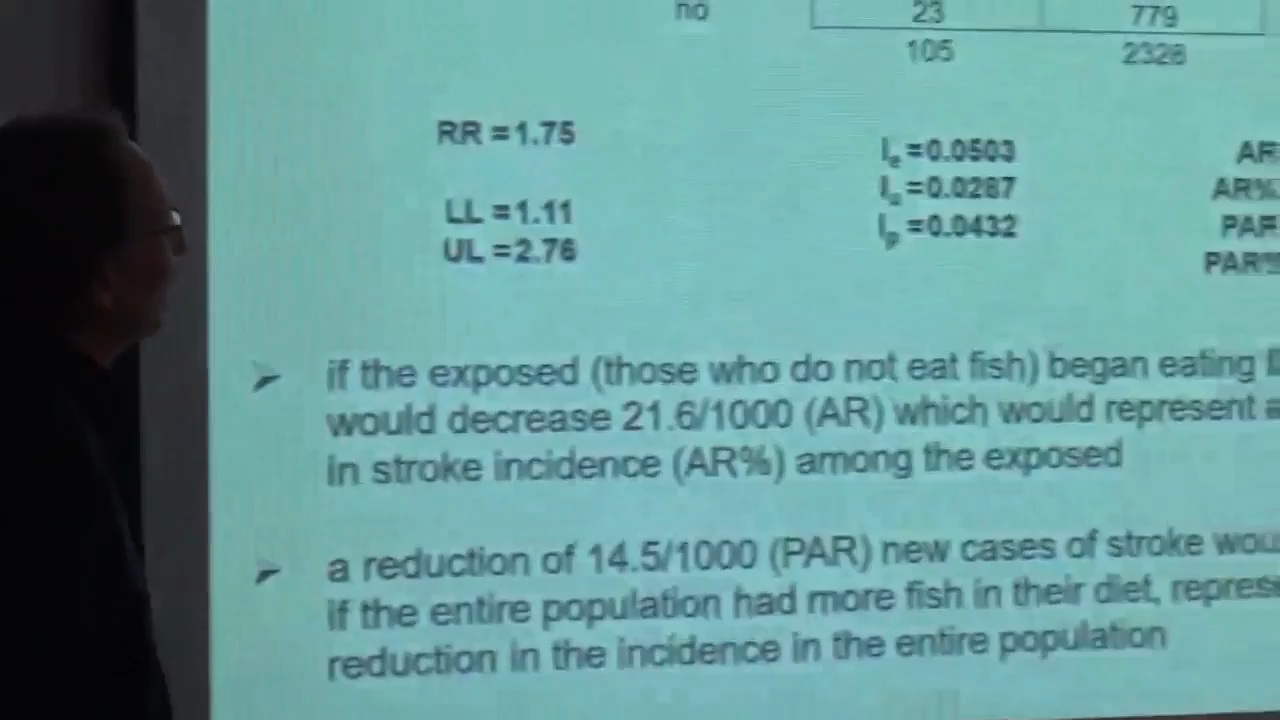 no 23 779
105 2328
RR =1.75
LL =1.11
UL =2.76
Ie =0.0503
Iu =0.0287
Ip =0.0432
AR
AR%
PAR
PAR%
if the exposed (those who do not eat fish) began eating
would decrease 21.6/1000 (AR) which would represent a
in stroke incidence (AR%) among the exposed
a reduction of 14.5/1000 (PAR) new cases of stroke wou
if the entire population had more fish in their diet, represe
reduction in the incidence in the entire population